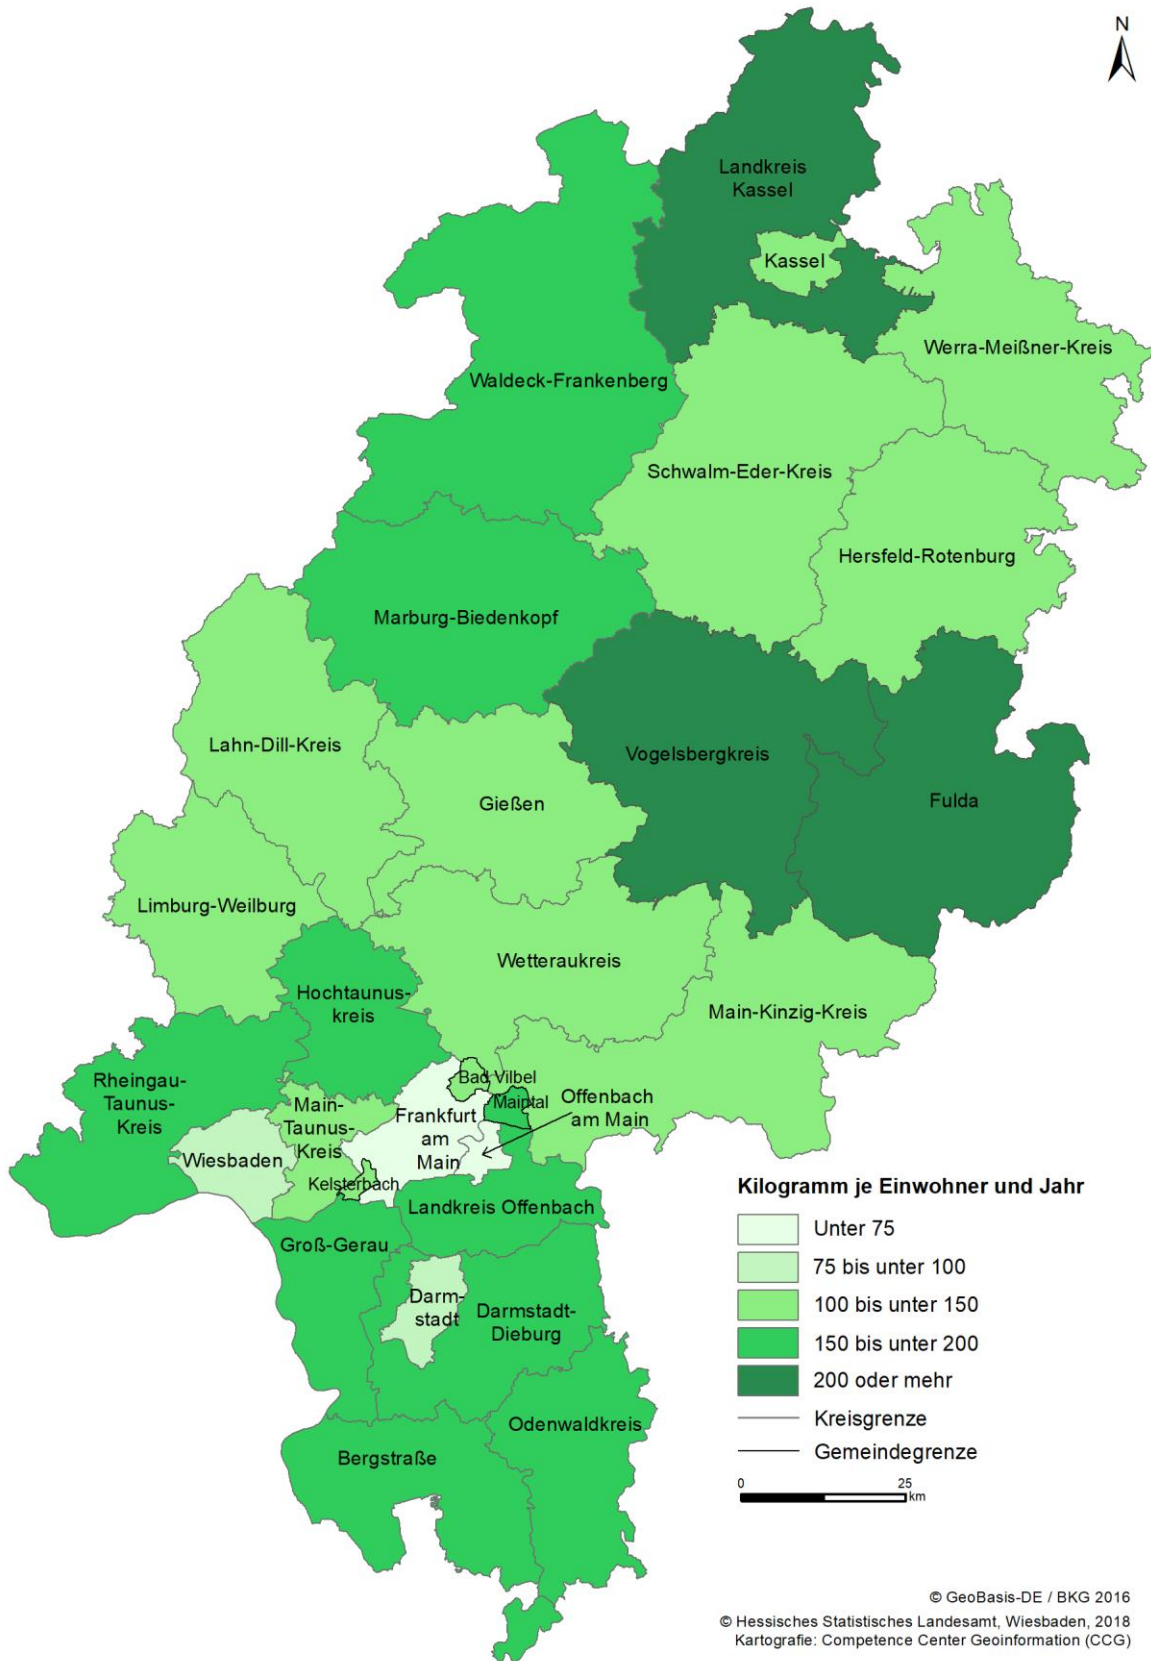 N
Landkreis
Kassel
Kassel
Werra-Meißner-Kreis
Waldeck-Frankenberg
Schwalm-Eder-Kreis
Hersfeld-Rotenburg
Marburg-Biedenkopf
Lahn-Dill-Kreis
Vogelsbergkreis
Gießen
Fulda
Limburg-Weilburg
Wetteraukreis
Hochtaunus-
kreis
Main-Kinzig-Kreis
Rheingau-
Taunus-
Kreis
Bad Vilbel
Maintal
Offenbach
am Main
Main-
Taunus-
Kreis
Frankfurt
am
Main
Wiesbaden
Kelsterbach
Landkreis Offenbach
Groß-Gerau
Darm-
stadt
Darmstadt-
Dieburg
Odenwaldkreis
Bergstraße
Kilogramm je Einwohner und Jahr
Unter 75
75 bis unter 100
100 bis unter 150
150 bis unter 200
200 oder mehr
Kreisgrenze
Gemeindegrenze
0 25
km
© GeoBasis-DE / BKG 2016
© Hessisches Statistisches Landesamt, Wiesbaden, 2018
Kartografie: Competence Center Geoinformation (CCG)